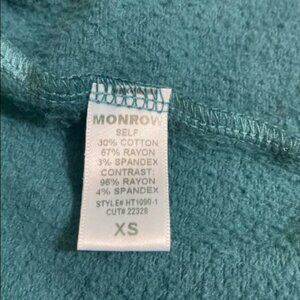 MONROW
SELF
30% COTTON
67% RAYON
3% SPANDEX
CONTRAST:
96% RAYON
4% SPANDEX
STYLE# HT1090-1
CUT# 22328
XS